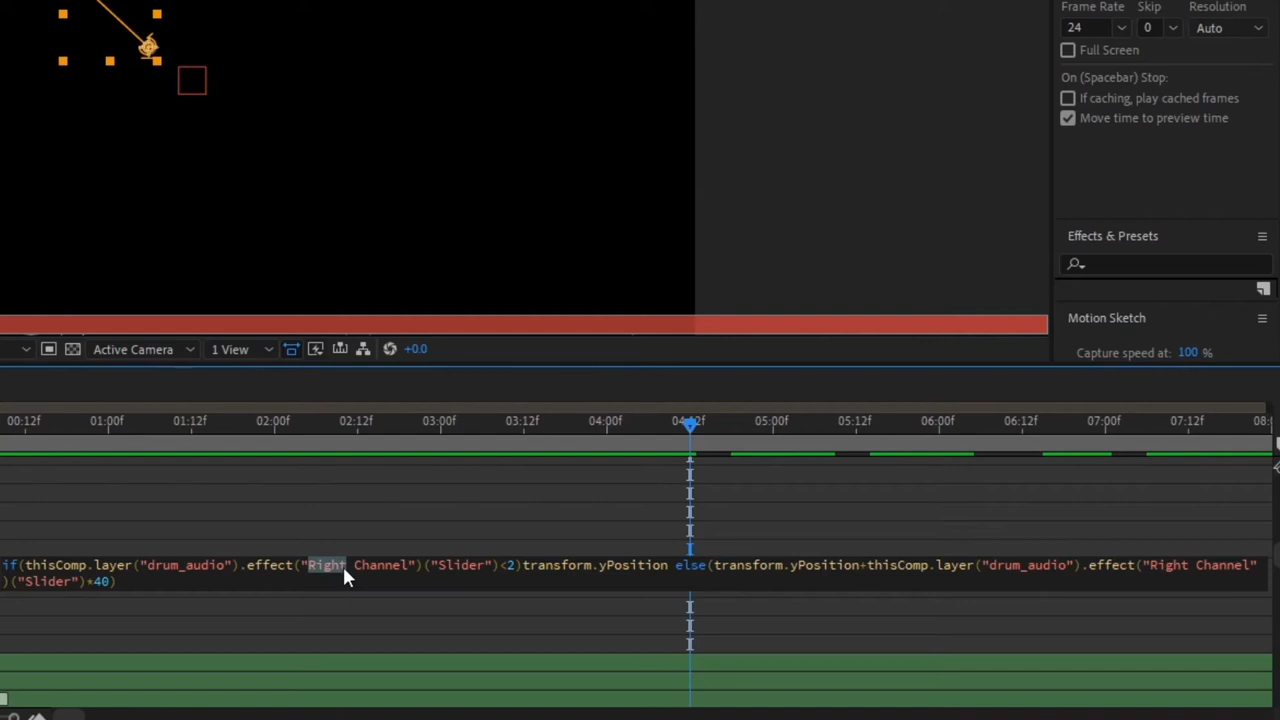 Frame Rate Skip Resolution
24 0 Auto
Full Screen
On (Spacebar) Stop:
If caching, play cached frames
Move time to preview time
Effects & Presets
Motion Sketch
Capture speed at: 100 %
Active Camera 1 View +0.0
00:12f 01:00f 01:12f 02:00f 02:12f 03:00f 03:12f 04:00f 04:12f 05:00f 05:12f 06:00f 06:12f 07:00f 07:12f 08:
if(thisComp.layer("drum_audio").effect("Right Channel")("Slider")<2)transform.yPosition else(transform.yPosition+thisComp.layer("drum_audio").effect("Right Channel"
)("Slider")*40)